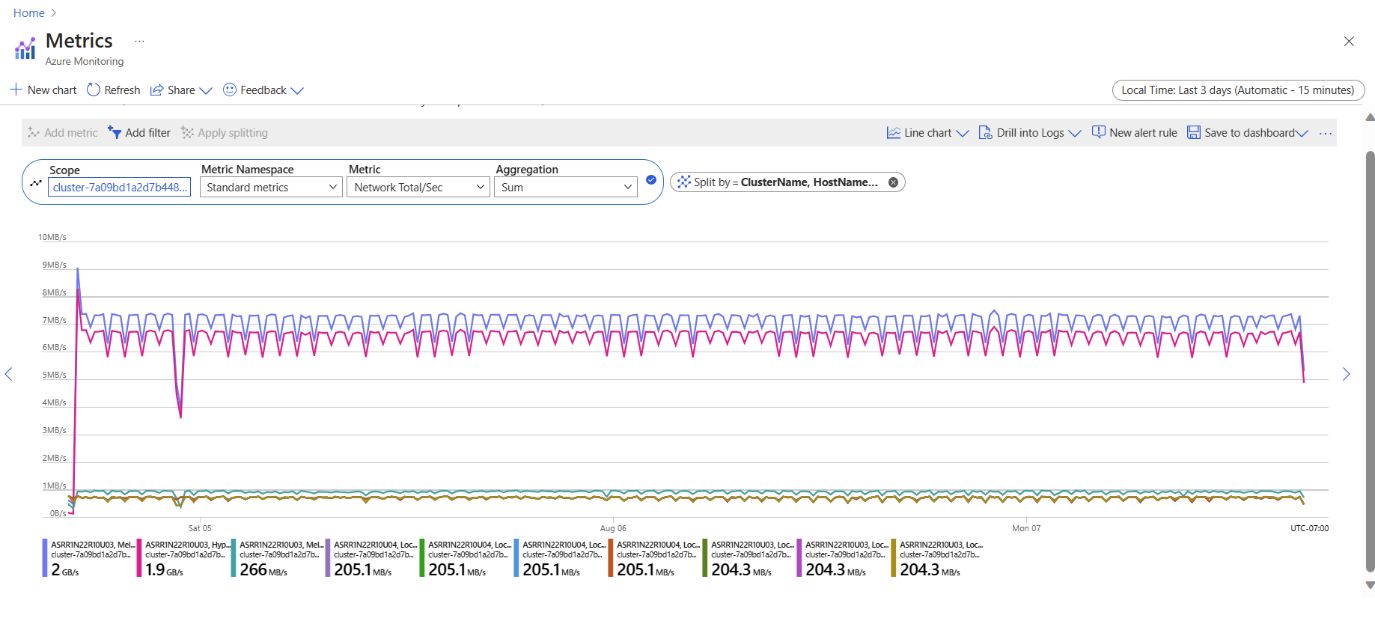 Home
Metrics ...
Azure Monitoring
New chart Refresh Share Feedback Local Time: Last 3 days (Automatic - 15 minutes)
Add metric Add filter Apply splitting Line chart Drill into Logs New alert rule Save to dashboard ...
Scope Metric Namespace Metric Aggregation
cluster-7a09bd1a2d7b448... Standard metrics Network Total/Sec Sum Split by = ClusterName, HostName...
10MB/s
9MB/s
8MB/s
7MB/s
6MB/s
5MB/s
4MB/s
3MB/s
2MB/s
1MB/s
0B/s
Sat 05 Aug 06 Mon 07 UTC-07:00
ASRR1N22R10U03, Mel... ASRR1N22R10U03, Hyp... ASRR1N22R10U03, Mel... ASRR1N22R10U04, Loc... ASRR1N22R10U04, Loc... ASRR1N22R10U04, Loc... ASRR1N22R10U04, Loc... ASRR1N22R10U03, Loc... ASRR1N22R10U03, Loc... ASRR1N22R10U03, Loc...
cluster-7a09bd1a2d7b... cluster-7a09bd1a2d7b... cluster-7a09bd1a2d7b... cluster-7a09bd1a2d7b... cluster-7a09bd1a2d7b... cluster-7a09bd1a2d7b... cluster-7a09bd1a2d7b... cluster-7a09bd1a2d7b... cluster-7a09bd1a2d7b... cluster-7a09bd1a2d7b...
2 GB/s 1.9 GB/s 266 MB/s 205.1 MB/s 205.1 MB/s 205.1 MB/s 205.1 MB/s 204.3 MB/s 204.3 MB/s 204.3 MB/s